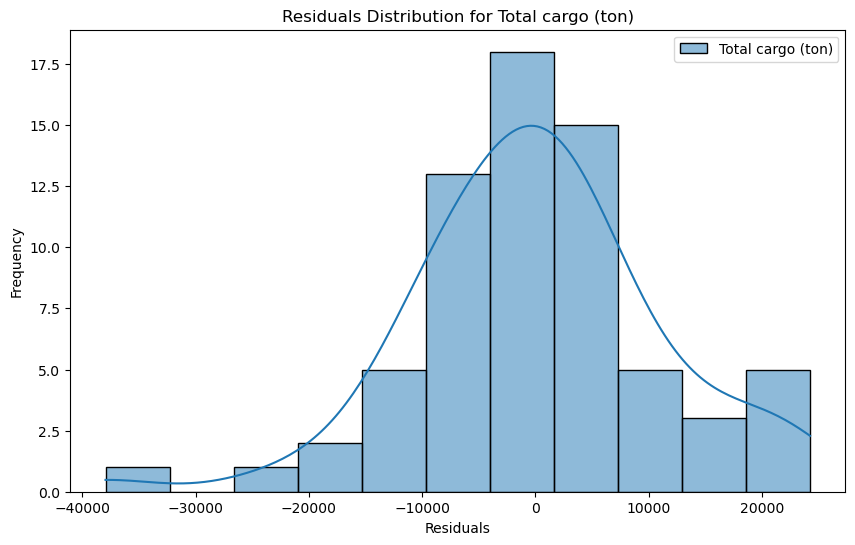 Residuals Distribution for Total cargo (ton)
Total cargo (ton)
17.5
15.0
12.5
10.0
7.5
5.0
2.5
0.0
Frequency
−40000 −30000 −20000 −10000 0 10000 20000
Residuals